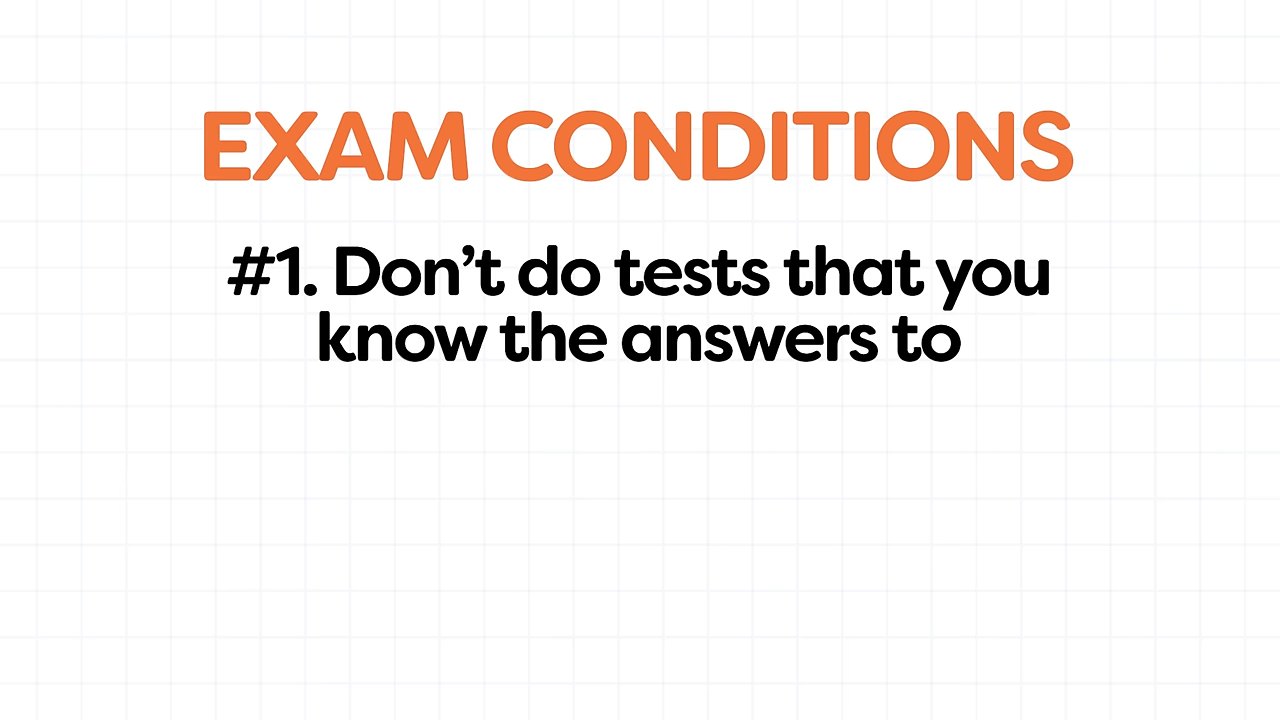 EXAM CONDITIONS
#1. Don’t do tests that you
know the answers to